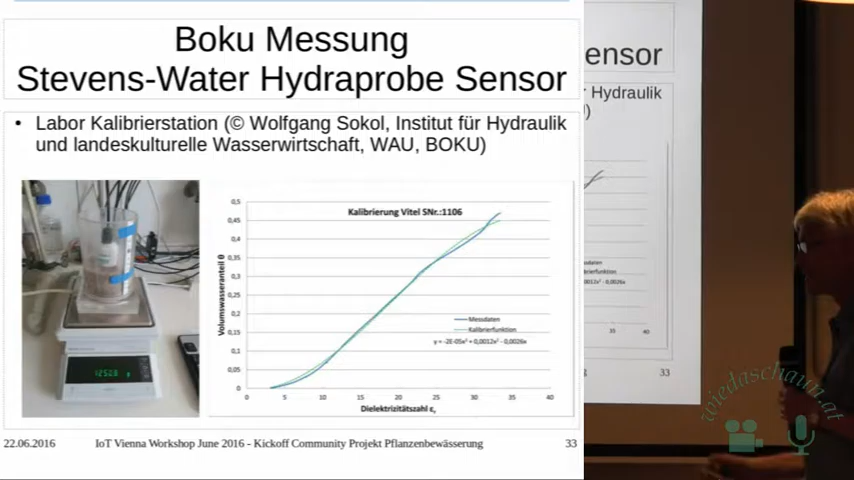 Boku Messung
Stevens-Water Hydraprobe Sensor
• Labor Kalibrierstation (© Wolfgang Sokol, Institut für Hydraulik
und landeskulturelle Wasserwirtschaft, WAU, BOKU)
Kalibrierung Vitel SNr.:1106
0,5
0,45
0,4
0,35
0,3
0,25
0,2
0,15
0,1
0,05
0
Volumswasseranteil θ
Messdaten
Kalibrierfunktion
y = -2E-05x³ + 0,0012x² - 0,0026x
0 5 10 15 20 25 30 35 40
Dielektrizitätszahl εr
22.06.2016 IoT Vienna Workshop June 2016 - Kickoff Community Projekt Pflanzenbewässerung 33
ensor
Hydraulik
)
35 40
33
wiedaschaun.at